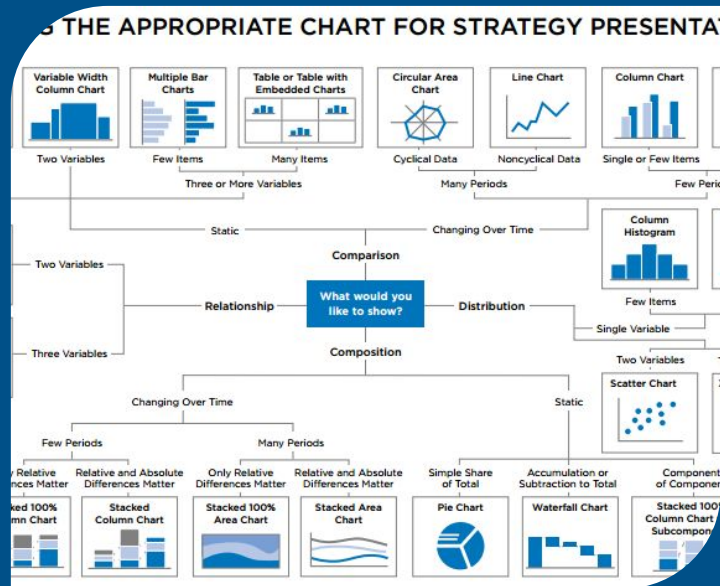 THE APPROPRIATE CHART FOR STRATEGY
Variable Width
Column Chart
Multiple Bar
Charts
Table or Table with
Embedded Charts
Circular Area
Chart
Line Chart
Column Chart
Two Variables
Few Items
Many Items
Cyclical Data
Noncyclical Data
Single or Few Items
Three or More Variables
Many Periods
Few
Static
Changing Over Time
Comparison
Column
Histogram
Two Variables
Relationship
What would you
like to show?
Distribution
Few Items
Single Variable
Three Variables
Composition
Two Variables
Scatter Chart
Changing Over Time
Static
Few Periods
Many Periods
Relative
Matter
Relative and Absolute
Differences Matter
Only Relative
Differences Matter
Relative and Absolute
Differences Matter
Simple Share
of Total
Accumulation or
Subtraction to Total
of
100%
Chart
Stacked
Column Chart
Stacked 100%
Area Chart
Stacked Area
Chart
Pie Chart
Waterfall Chart
Stacked 100%
Column Chart